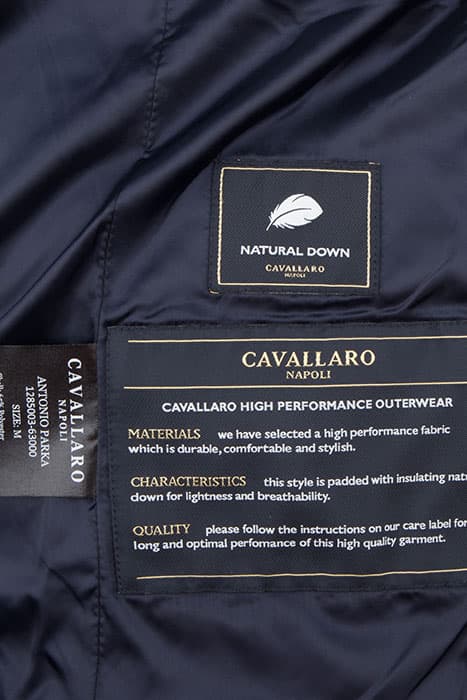 NATURAL DOWN
CAVALLARO
NAPOLI
CAVALLARO
NAPOLI
CAVALLARO HIGH PERFORMANCE OUTERWEAR
MATERIALS we have selected a high performance fabric
which is durable, comfortable and stylish.
CHARACTERISTICS this style is padded with insulating nat
down for lightness and breathability.
QUALITY please follow the instructions on our care label for
long and optimal perfomance of this high quality garment.
CAVALLARO
NAPOLI
ANTONIO PARKA
1285093-63000
SIZE: M